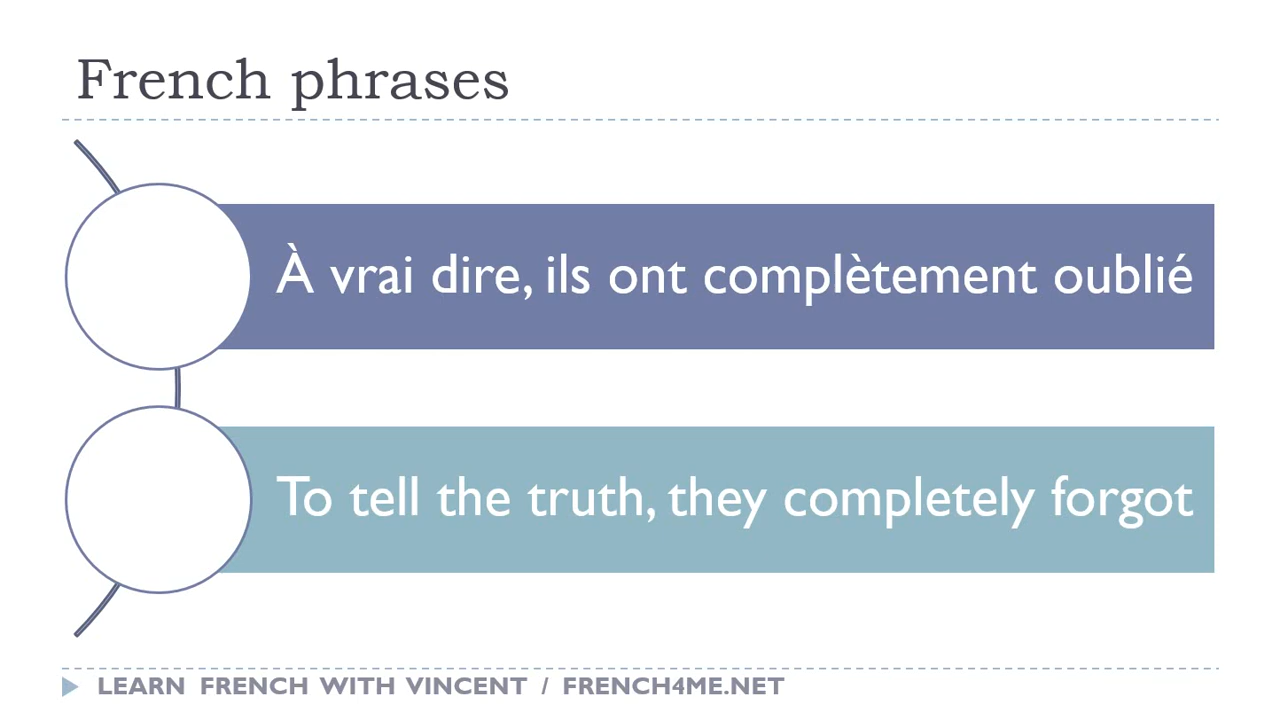 French phrases
À vrai dire, ils ont complètement oublié
To tell the truth, they completely forgot
LEARN FRENCH WITH VINCENT / FRENCH4ME.NET